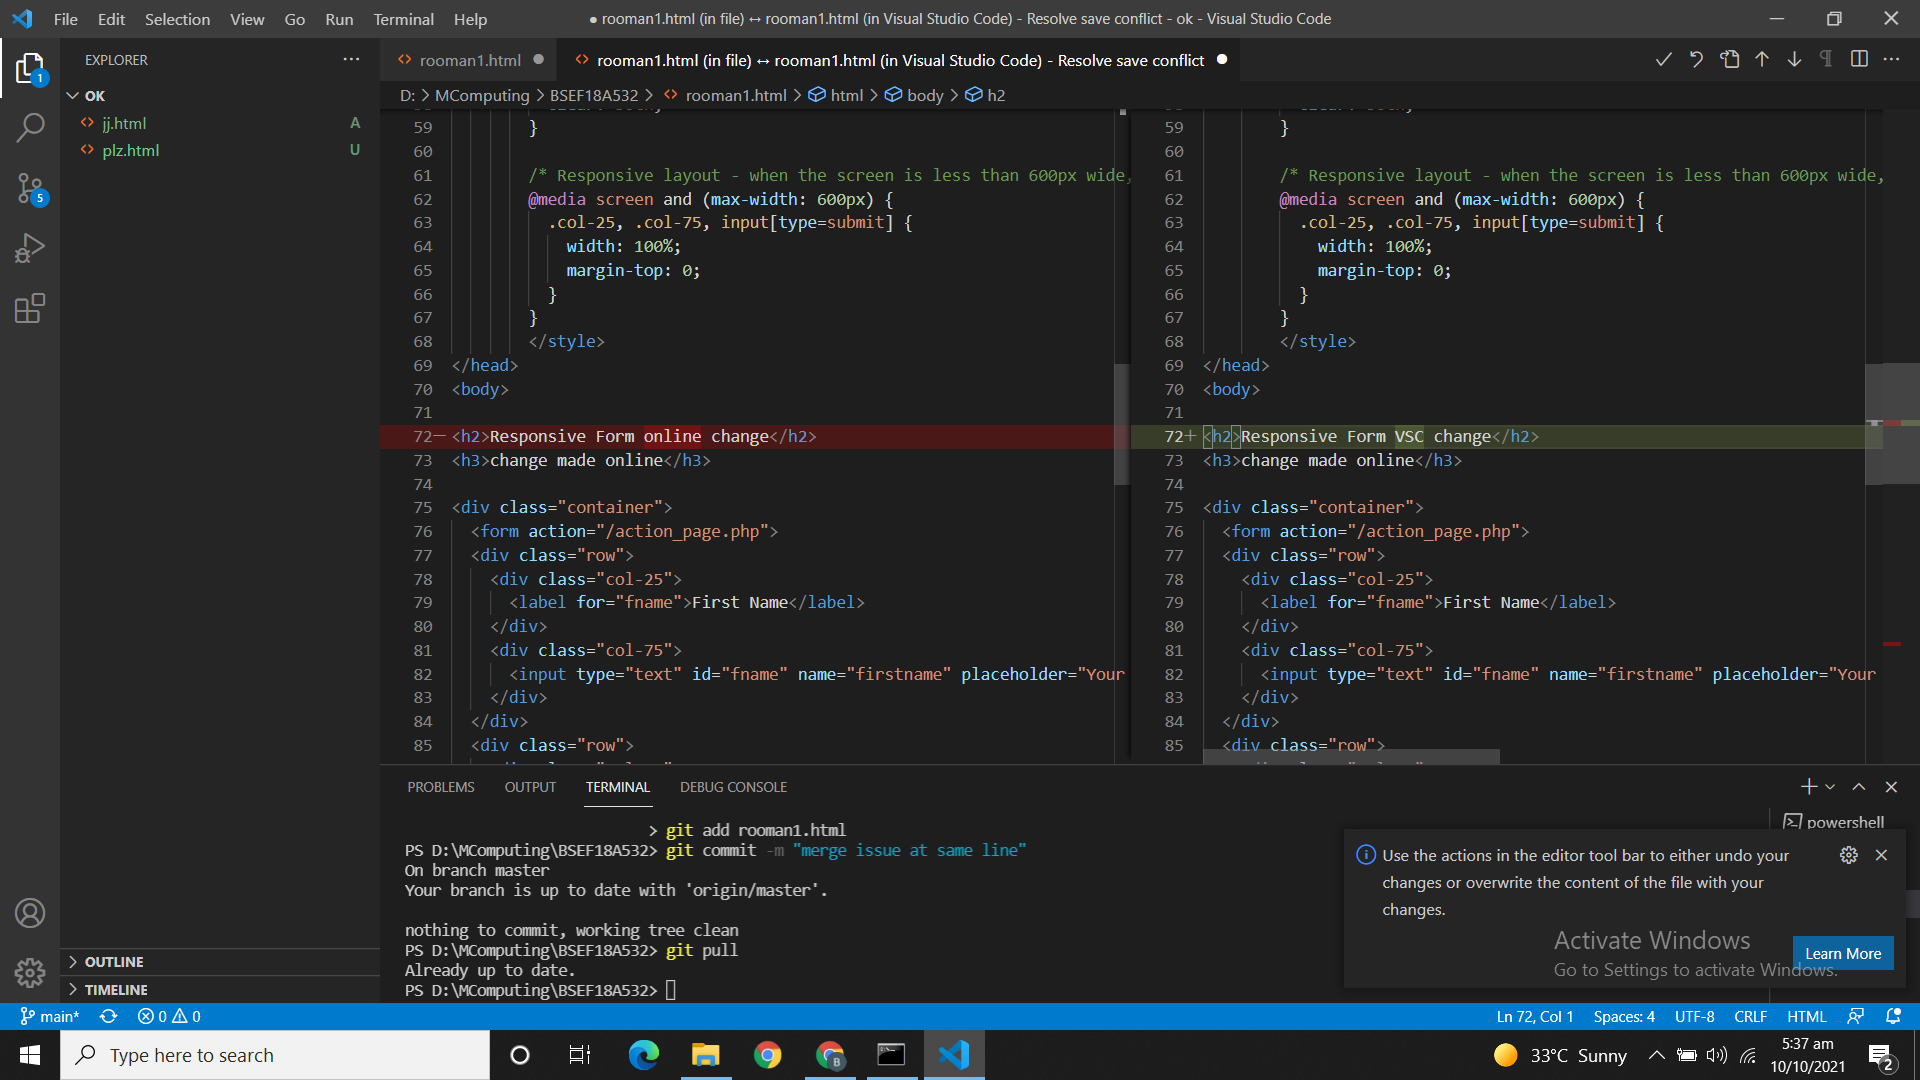 File Edit Selection View Go Run Terminal Help
● rooman1.html (in file) ↔ rooman1.html (in Visual Studio Code) - Resolve save conflict - ok - Visual Studio Code
EXPLORER
rooman1.html
rooman1.html (in file) ↔ rooman1.html (in Visual Studio Code) - Resolve save conflict
D: > MComputing > BSEF18A532 > rooman1.html > html > body > h2
1
5
OK
jj.html A
plz.html U
59 }
60
61 /* Responsive layout - when the screen is less than 600px wide,
62 @media screen and (max-width: 600px) {
63 .col-25, .col-75, input[type=submit] {
64 width: 100%;
65 margin-top: 0;
66 }
67 }
68 </style>
69 </head>
70 <body>
71
72− <h2>Responsive Form online change</h2>
73 <h3>change made online</h3>
74
75 <div class="container">
76 <form action="/action_page.php">
77 <div class="row">
78 <div class="col-25">
79 <label for="fname">First Name</label>
80 </div>
81 <div class="col-75">
82 <input type="text" id="fname" name="firstname" placeholder="Your
83 </div>
84 </div>
85 <div class="row">
59 }
60
61 /* Responsive layout - when the screen is less than 600px wide,
62 @media screen and (max-width: 600px) {
63 .col-25, .col-75, input[type=submit] {
64 width: 100%;
65 margin-top: 0;
66 }
67 }
68 </style>
69 </head>
70 <body>
71
72+ <h2>Responsive Form VSC change</h2>
73 <h3>change made online</h3>
74
75 <div class="container">
76 <form action="/action_page.php">
77 <div class="row">
78 <div class="col-25">
79 <label for="fname">First Name</label>
80 </div>
81 <div class="col-75">
82 <input type="text" id="fname" name="firstname" placeholder="Your
83 </div>
84 </div>
85 <div class="row">
PROBLEMS OUTPUT TERMINAL DEBUG CONSOLE
powershell
> git add rooman1.html
PS D:\MComputing\BSEF18A532> git commit -m "merge issue at same line"
On branch master
Your branch is up to date with 'origin/master'.
nothing to commit, working tree clean
PS D:\MComputing\BSEF18A532> git pull
Already up to date.
PS D:\MComputing\BSEF18A532>
Use the actions in the editor tool bar to either undo your
changes or overwrite the content of the file with your
changes.
Learn More
Activate Windows
Go to Settings to activate Windows.
OUTLINE
TIMELINE
main* 0 0
Ln 72, Col 1 Spaces: 4 UTF-8 CRLF HTML
Type here to search
B
33°C Sunny
5:37 am
10/10/2021
2